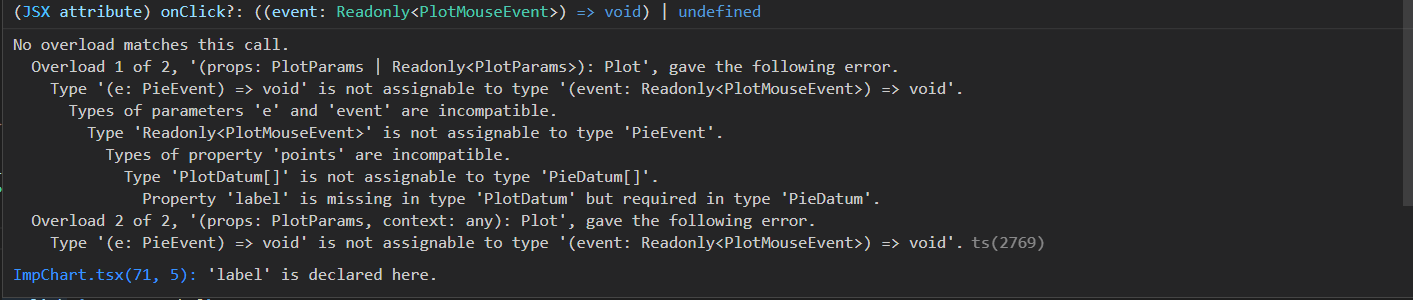 (JSX attribute) onClick?: ((event: Readonly<PlotMouseEvent>) => void) | undefined
No overload matches this call.
Overload 1 of 2, '(props: PlotParams | Readonly<PlotParams>): Plot', gave the following error.
Type '(e: PieEvent) => void' is not assignable to type '(event: Readonly<PlotMouseEvent>) => void'.
Types of parameters 'e' and 'event' are incompatible.
Type 'Readonly<PlotMouseEvent>' is not assignable to type 'PieEvent'.
Types of property 'points' are incompatible.
Type 'PlotDatum[]' is not assignable to type 'PieDatum[]'.
Property 'label' is missing in type 'PlotDatum' but required in type 'PieDatum'.
Overload 2 of 2, '(props: PlotParams, context: any): Plot', gave the following error.
Type '(e: PieEvent) => void' is not assignable to type '(event: Readonly<PlotMouseEvent>) => void'. ts(2769)
ImpChart.tsx(71, 5): 'label' is declared here.